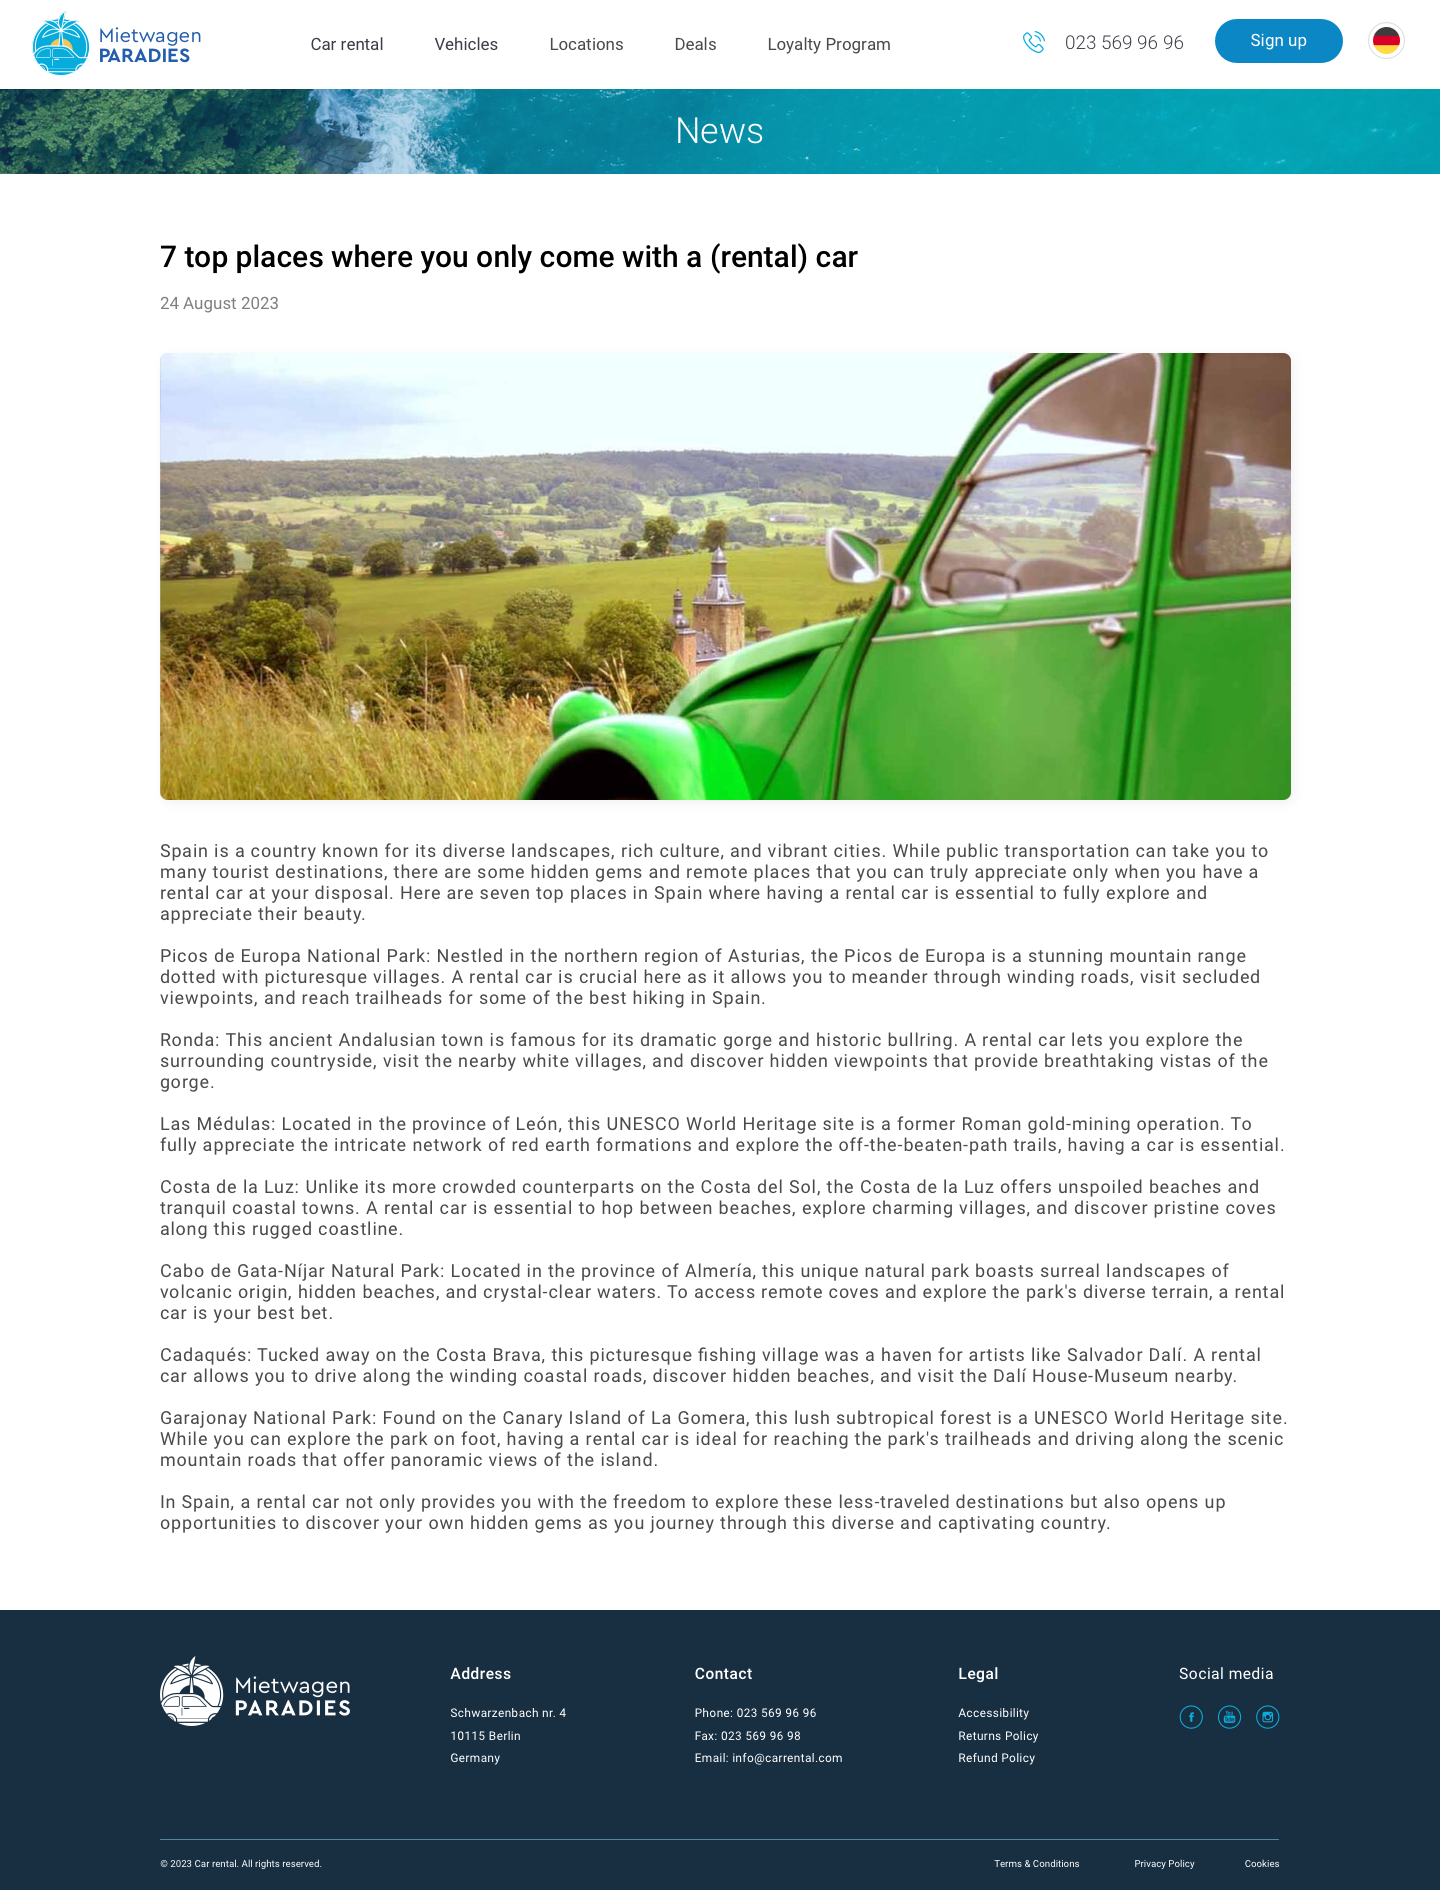 Mietwagen
PARADIES
Car rental
Vehicles
Locations
Deals
Loyalty Program
023 569 96 96
Sign up
News
7 top places where you only come with a (rental) car
24 August 2023
Spain is a country known for its diverse landscapes, rich culture, and vibrant cities. While public transportation can take you to
many tourist destinations, there are some hidden gems and remote places that you can truly appreciate only when you have a
rental car at your disposal. Here are seven top places in Spain where having a rental car is essential to fully explore and
appreciate their beauty.
Picos de Europa National Park: Nestled in the northern region of Asturias, the Picos de Europa is a stunning mountain range
dotted with picturesque villages. A rental car is crucial here as it allows you to meander through winding roads, visit secluded
viewpoints, and reach trailheads for some of the best hiking in Spain.
Ronda: This ancient Andalusian town is famous for its dramatic gorge and historic bullring. A rental car lets you explore the
surrounding countryside, visit the nearby white villages, and discover hidden viewpoints that provide breathtaking vistas of the
gorge.
Las Médulas: Located in the province of León, this UNESCO World Heritage site is a former Roman gold-mining operation. To
fully appreciate the intricate network of red earth formations and explore the off-the-beaten-path trails, having a car is essential.
Costa de la Luz: Unlike its more crowded counterparts on the Costa del Sol, the Costa de la Luz offers unspoiled beaches and
tranquil coastal towns. A rental car is essential to hop between beaches, explore charming villages, and discover pristine coves
along this rugged coastline.
Cabo de Gata-Níjar Natural Park: Located in the province of Almería, this unique natural park boasts surreal landscapes of
volcanic origin, hidden beaches, and crystal-clear waters. To access remote coves and explore the park's diverse terrain, a rental
car is your best bet.
Cadaqués: Tucked away on the Costa Brava, this picturesque fishing village was a haven for artists like Salvador Dalí. A rental
car allows you to drive along the winding coastal roads, discover hidden beaches, and visit the Dalí House-Museum nearby.
Garajonay National Park: Found on the Canary Island of La Gomera, this lush subtropical forest is a UNESCO World Heritage site.
While you can explore the park on foot, having a rental car is ideal for reaching the park's trailheads and driving along the scenic
mountain roads that offer panoramic views of the island.
In Spain, a rental car not only provides you with the freedom to explore these less-traveled destinations but also opens up
opportunities to discover your own hidden gems as you journey through this diverse and captivating country.
Mietwagen
PARADIES
Address
Schwarzenbach nr. 4
10115 Berlin
Germany
Contact
Phone: 023 569 96 96
Fax: 023 569 96 98
Email: info@carrental.com
Legal
Accessibility
Returns Policy
Refund Policy
Social media
© 2023 Car rental. All rights reserved.
Terms & Conditions
Privacy Policy
Cookies